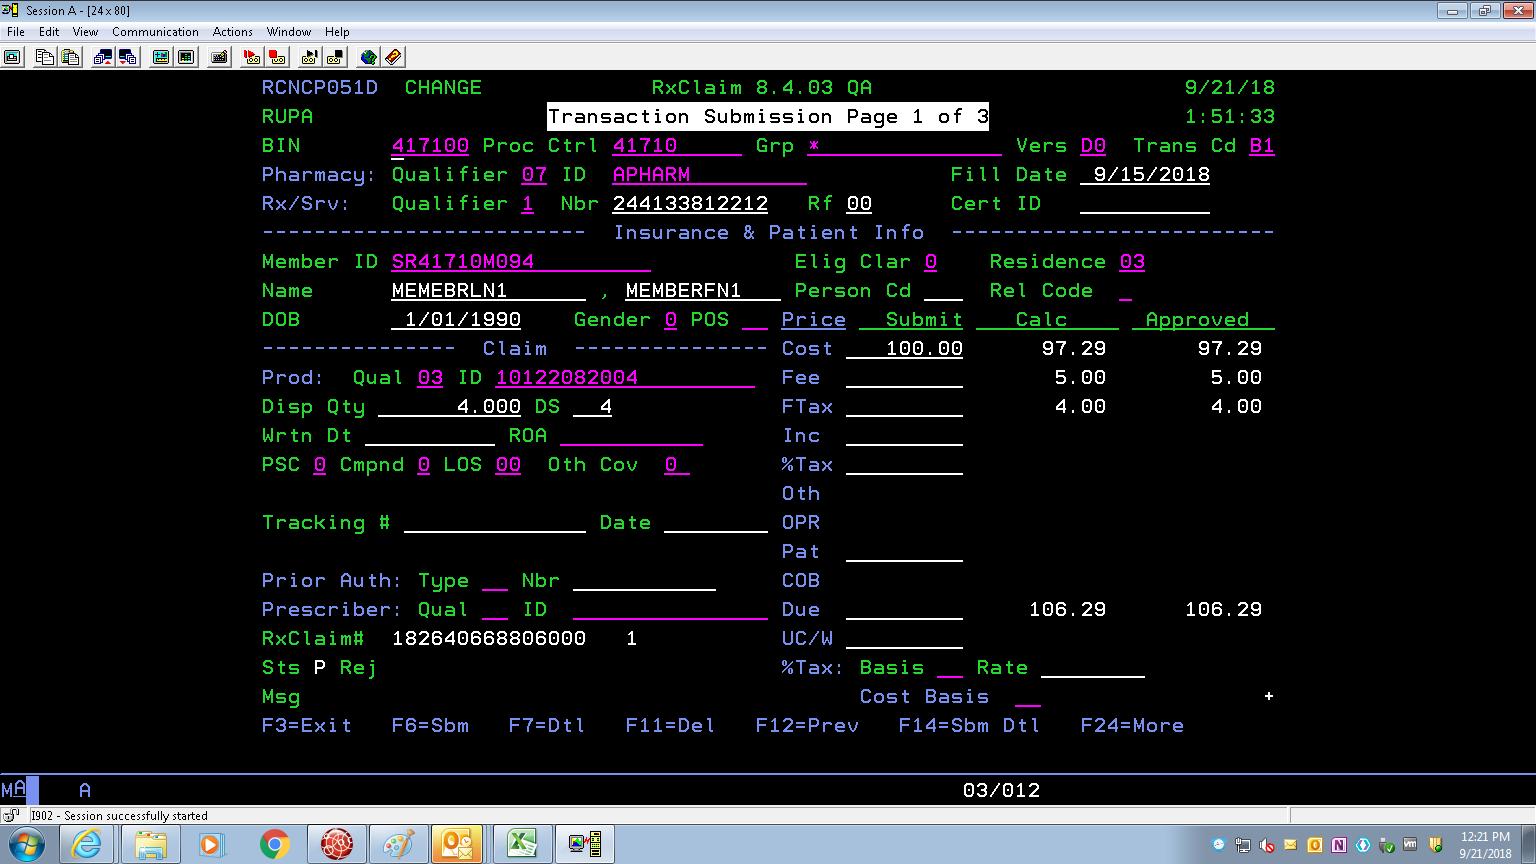 Session A - [24 x 80]
File Edit View Communication Actions Window Help
RCNCP051D CHANGE RxClaim 8.4.03 QA 9/21/18
RUPA Transaction Submission Page 1 of 3 1:51:33
BIN 417100 Proc Ctrl 41710 Grp * Vers D0 Trans Cd B1
Pharmacy: Qualifier 07 ID APHARM Fill Date 9/15/2018
Rx/Srv: Qualifier 1 Nbr 244133812212 Rf 00 Cert ID
------------------------- Insurance & Patient Info -------------------------
Member ID SR41710M094 Elig Clar 0 Residence 03
Name MEMEBRLN1 , MEMBERFN1 Person Cd Rel Code
DOB 1/01/1990 Gender 0 POS Price Submit Calc Approved
--------------- Claim --------------- Cost 100.00 97.29 97.29
Prod: Qual 03 ID 10122082004 Fee 5.00 5.00
Disp Qty 4.000 DS 4 FTax 4.00 4.00
Wrtn Dt ROA Inc
PSC 0 Cmpnd 0 LOS 00 Oth Cov 0 %Tax
Oth
Tracking # Date OPR
Pat
Prior Auth: Type Nbr COB
Prescriber: Qual ID Due 106.29 106.29
RxClaim# 182640668806000 1 UC/W
Sts P Rej %Tax: Basis Rate
Msg Cost Basis +
F3=Exit F6=Sbm F7=Dtl F11=Del F12=Prev F14=Sbm Dtl F24=More
MA A 03/012
I902 - Session successfully started
12:21 PM
9/21/2018